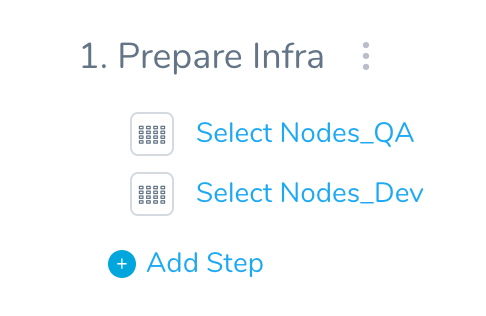 1. Prepare Infra
Select Nodes_QA
Select Nodes_Dev
Add Step